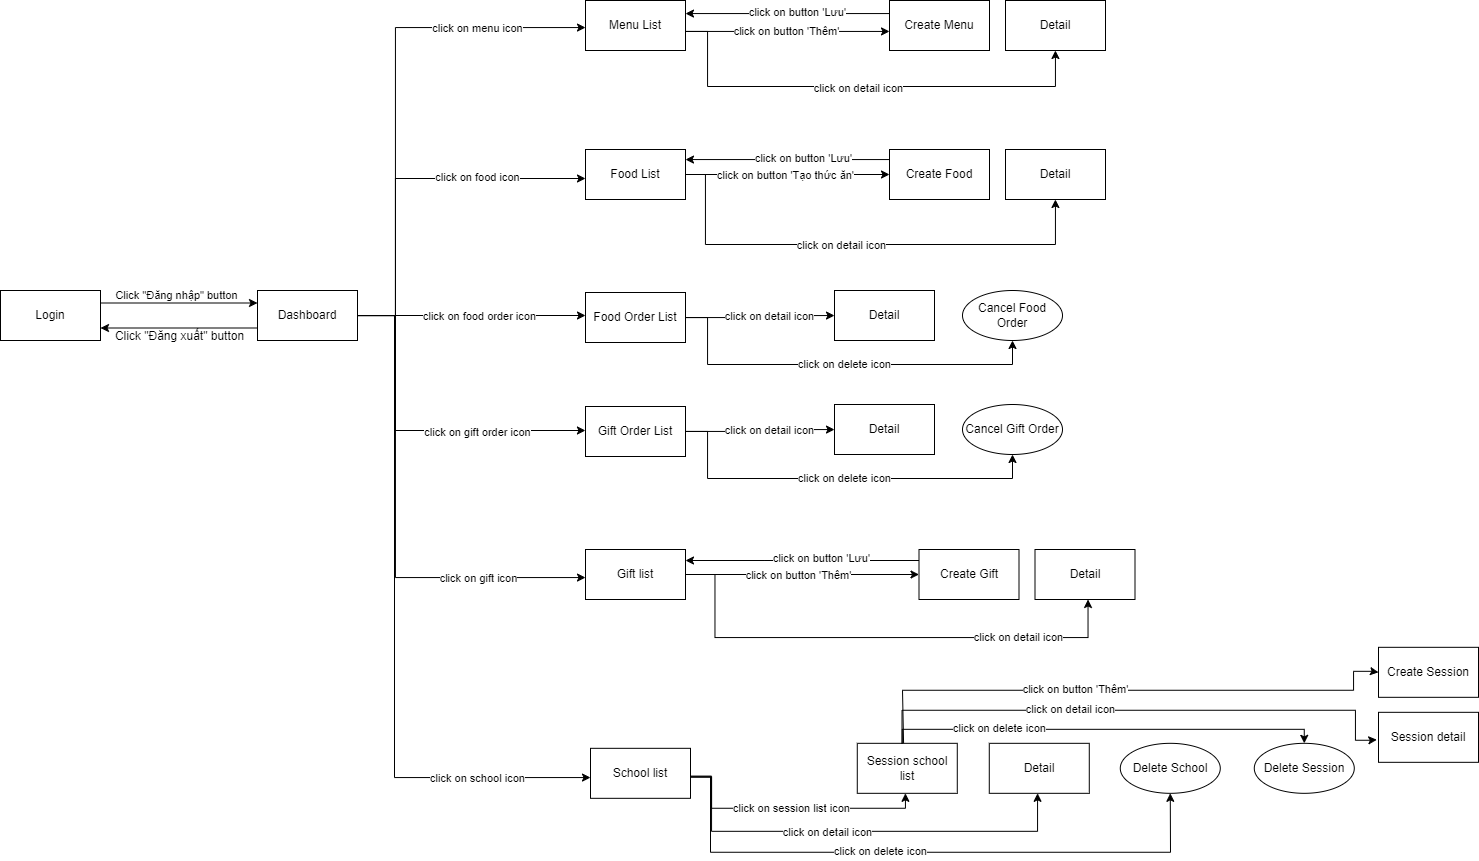 click on button 'Lưu'
Menu List
Create Menu
Detail
click on menu icon
click on button 'Thêm'
click on detail icon
click on button 'Lưu'
Food List
Create Food
Detail
click on food icon
click on button 'Tạo thức ăn'
click on detail icon
Login
Click "Đăng nhập" button
Click "Đăng xuất" button
Dashboard
click on food order icon
Food Order List
click on detail icon
Detail
Cancel Food
Order
click on delete icon
click on gift order icon
Gift Order List
click on detail icon
Detail
Cancel Gift Order
click on delete icon
click on button 'Lưu'
click on gift icon
Gift list
click on button 'Thêm'
Create Gift
Detail
click on detail icon
Create Session
click on button 'Thêm'
click on detail icon
click on delete icon
Session detail
click on school icon
School list
Session school
list
Detail
Delete School
Delete Session
click on session list icon
click on detail icon
click on delete icon